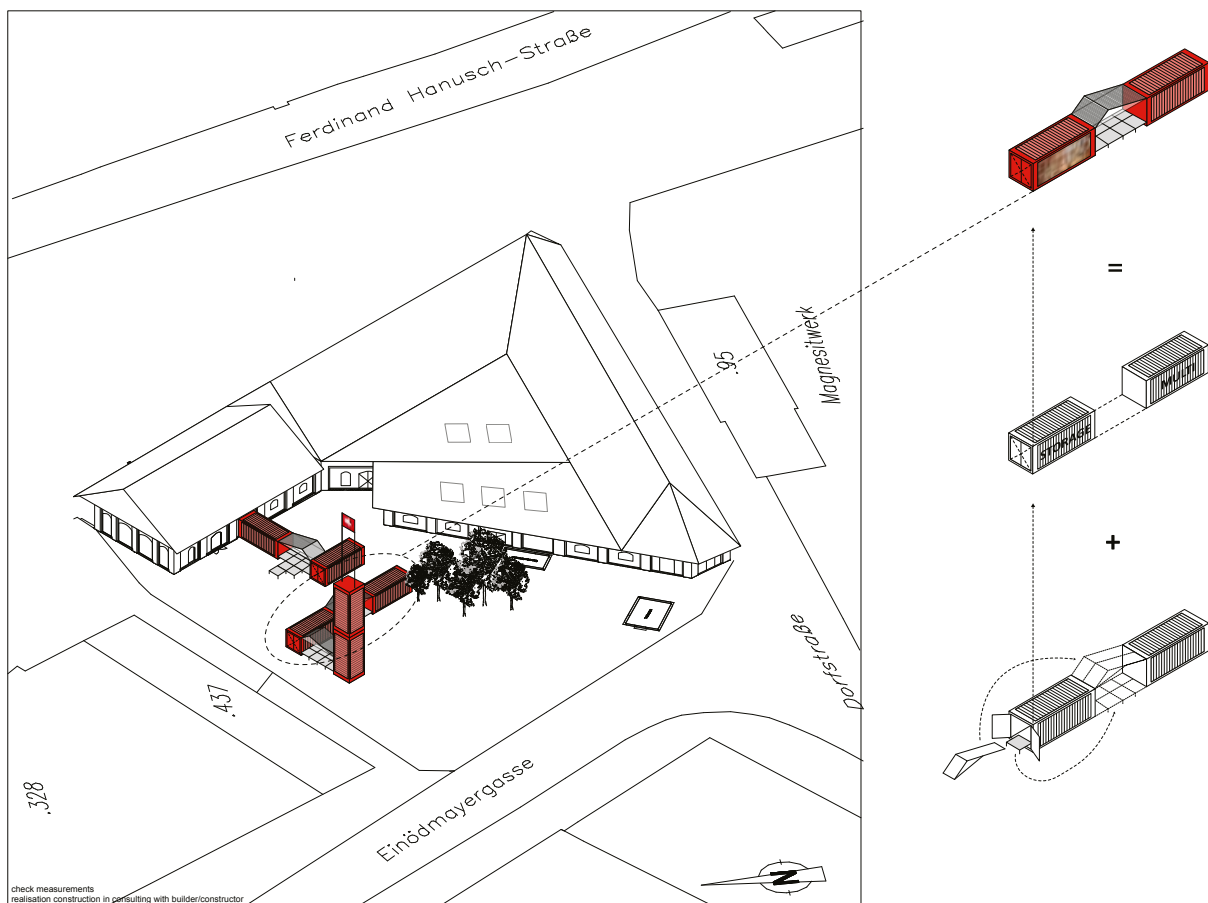 Ferdinand Hanusch-Straße
=
.95
Magnesitwerk
MULTI
STORAGE
+
Dorfstraße
.437
.328
Einödmayergasse
N
check measurements
realisation construction in consulting with builder/constructor